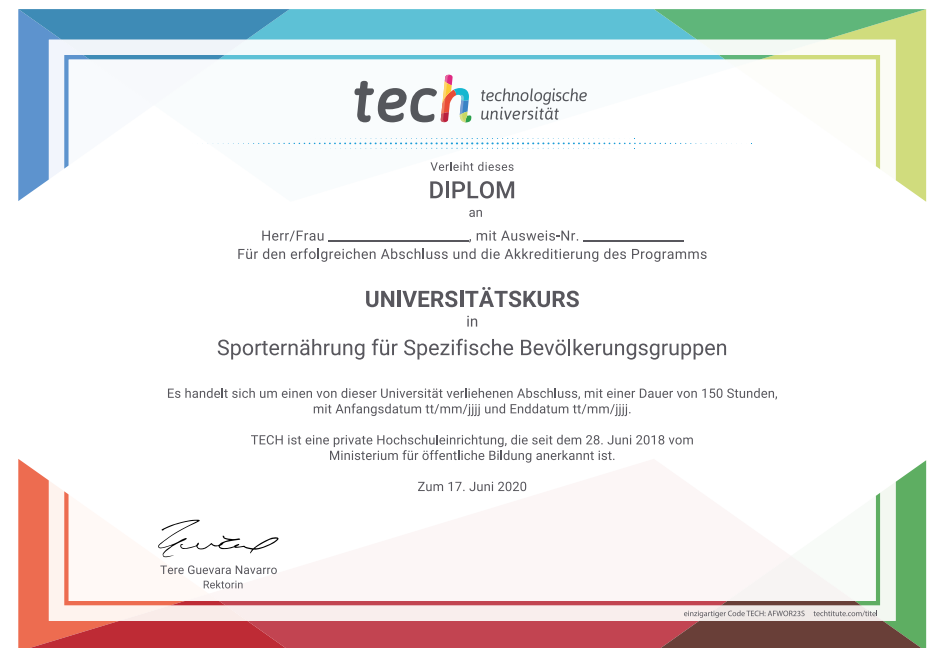 tech technologische
universität
Verleiht dieses
DIPLOM
an
Herr/Frau ____________________, mit Ausweis-Nr. ______________
Für den erfolgreichen Abschluss und die Akkreditierung des Programms
UNIVERSITÄTSKURS
in
Sporternährung für Spezifische Bevölkerungsgruppen
Es handelt sich um einen von dieser Universität verliehenen Abschluss, mit einer Dauer von 150 Stunden,
mit Anfangsdatum tt/mm/jjjj und Enddatum tt/mm/jjjj.
TECH ist eine private Hochschuleinrichtung, die seit dem 28. Juni 2018 vom
Ministerium für öffentliche Bildung anerkannt ist.
Zum 17. Juni 2020
Tere Guevara Navarro
Rektorin
einzigartiger Code TECH: AFWOR23S techtitute.com/titel